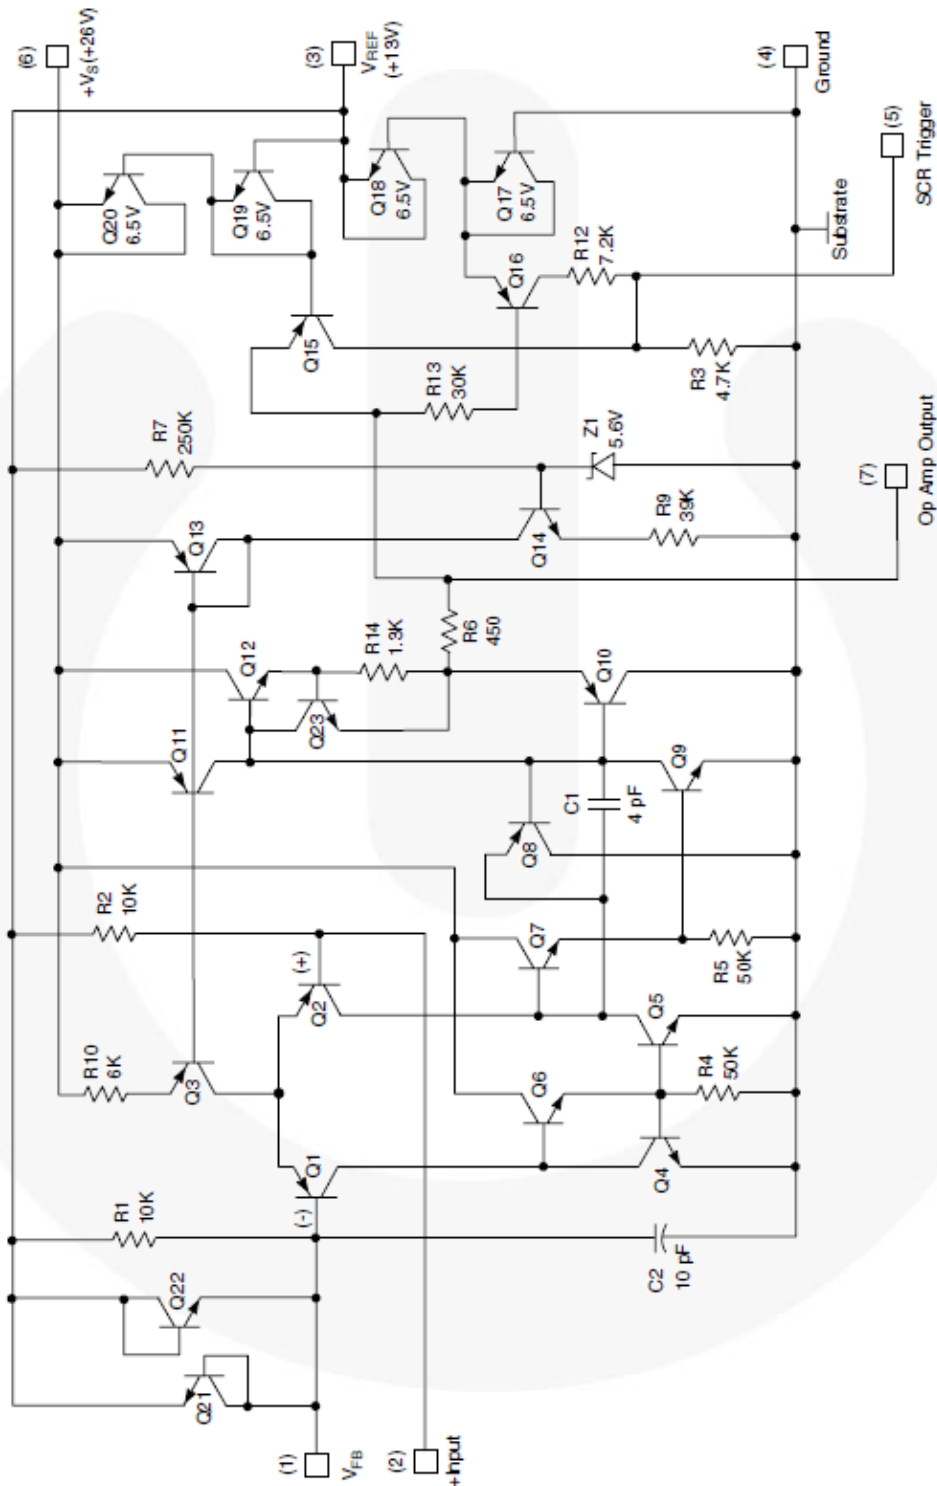 (6)
+VS(+26V)
(3)
VREF
(+13V)
(4)
Ground
(5)
SCR Trigger
(7)
Op Amp Output
Q20
6.5V
Q19
6.5V
Q18
6.5V
Q17
6.5V
Q16
R12
7.2K
Substrate
Q15
R13
30K
R3
4.7K
R7
250K
Z1
5.6V
Q13
Q14
R9
39K
Q12
R14
1.3K
R6
450
Q23
Q10
Q11
Q9
C1
4 pF
Q8
R2
10K
Q7
R5
50K
(+)
Q2
Q5
R10
6K
Q3
Q6
R4
50K
Q1
(-)
Q4
R1
10K
C2
10 pF
Q22
Q21
(1)
VFB
(2)
+Input